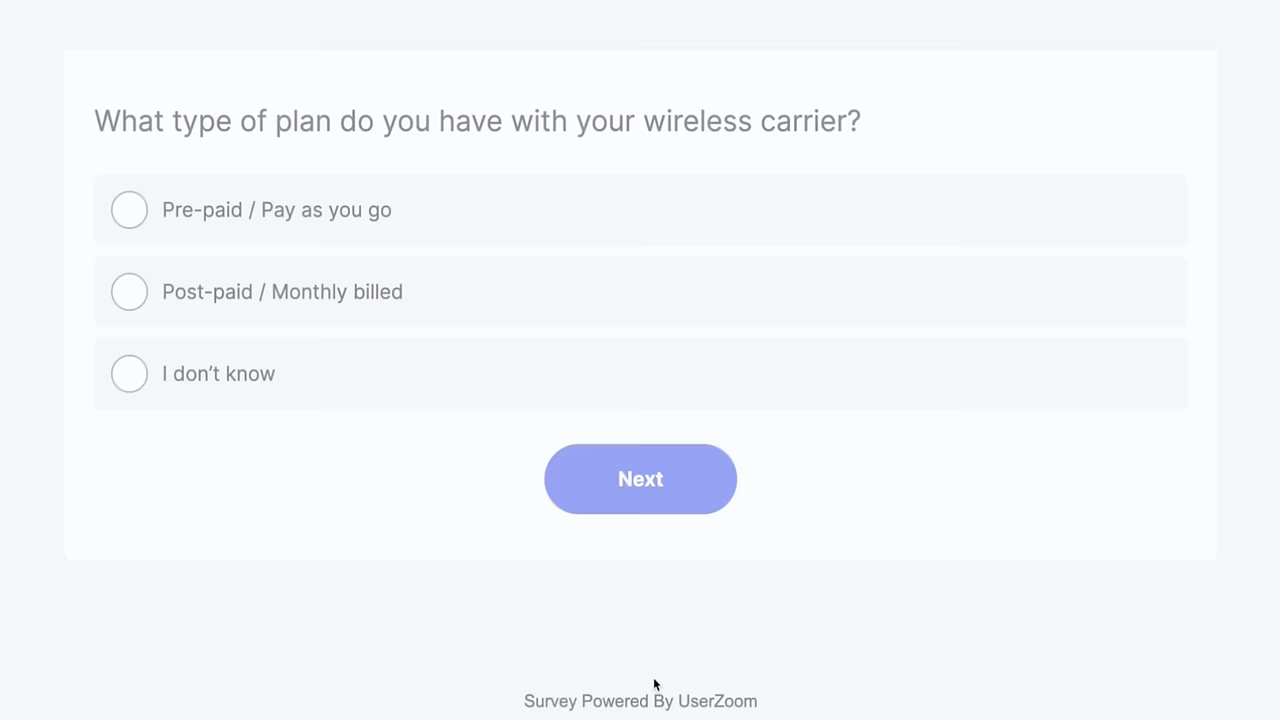 What type of plan do you have with your wireless carrier?
Pre-paid / Pay as you go
Post-paid / Monthly billed
I don’t know
Next
Survey Powered By UserZoom